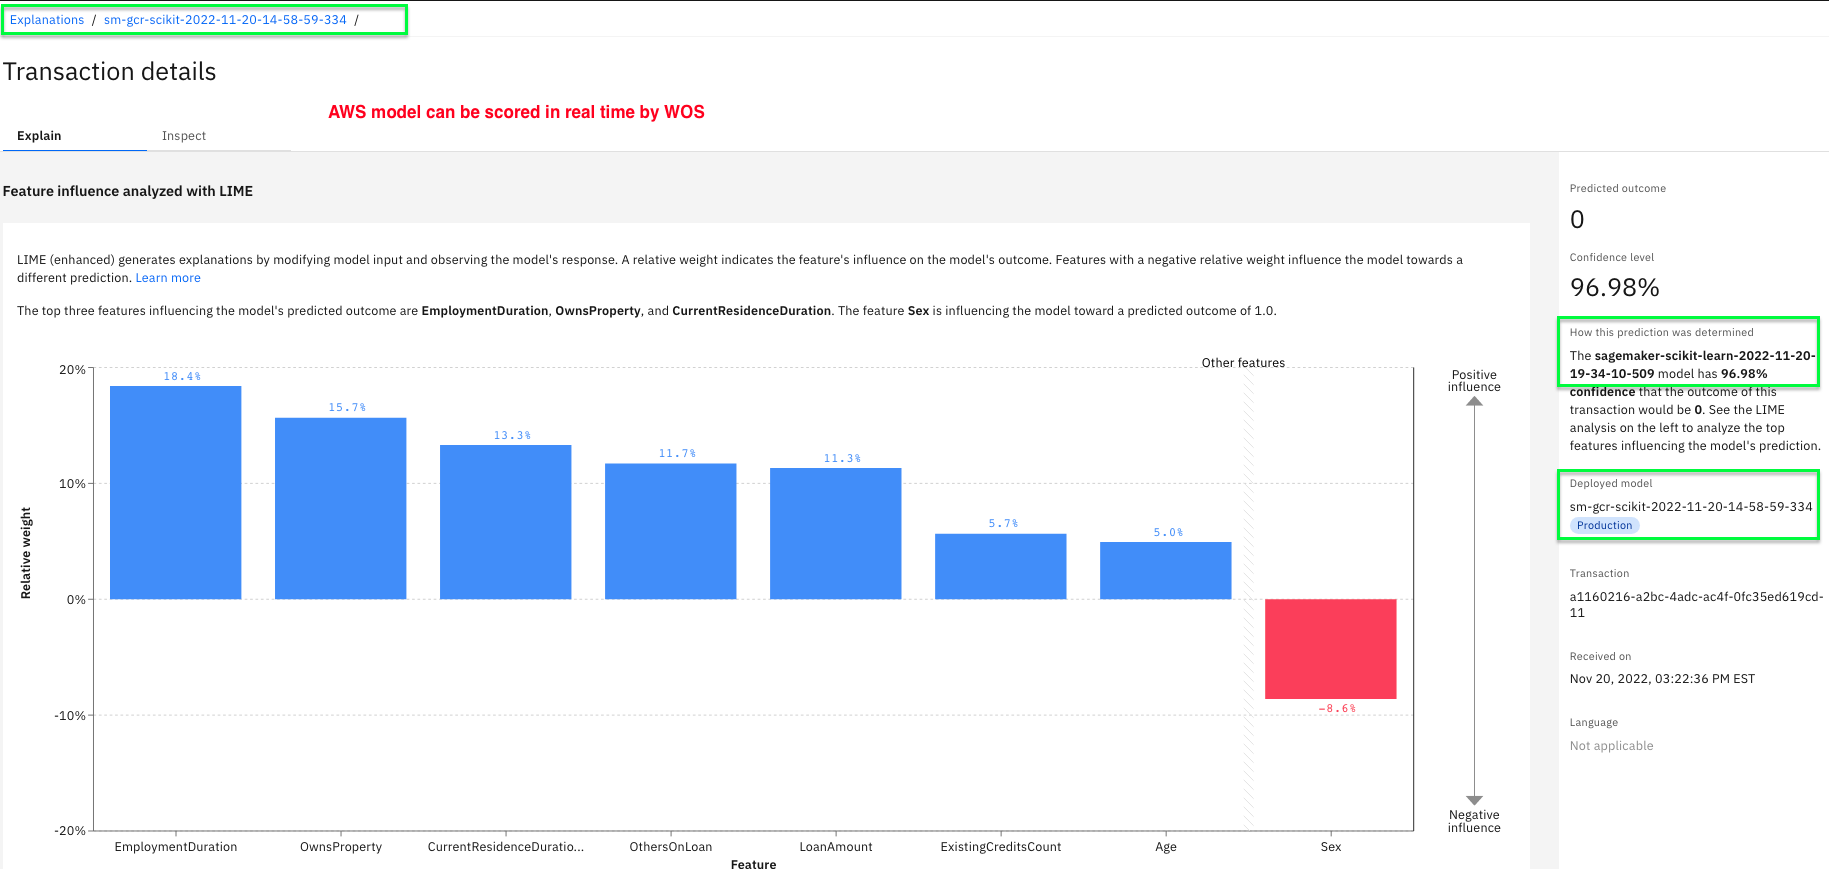 Explanations / sm-gcr-scikit-2022-11-20-14-58-59-334 /
Transaction details
AWS model can be scored in real time by WOS
Explain Inspect
Feature influence analyzed with LIME
LIME (enhanced) generates explanations by modifying model input and observing the model's response. A relative weight indicates the feature's influence on the model's outcome. Features with a negative relative weight influence the model towards a
different prediction. Learn more
The top three features influencing the model's predicted outcome are EmploymentDuration, OwnsProperty, and CurrentResidenceDuration. The feature Sex is influencing the model toward a predicted outcome of 1.0.
Other features
20%
10%
0%
-10%
-20%
Relative weight
18.4%
15.7%
13.3%
11.7%
11.3%
5.7%
5.0%
-8.6%
EmploymentDuration OwnsProperty CurrentResidenceDuratio... OthersOnLoan LoanAmount ExistingCreditsCount Age Sex
Feature
Positive
influence
Negative
influence
Predicted outcome
0
Confidence level
96.98%
How this prediction was determined
The sagemaker-scikit-learn-2022-11-20-
19-34-10-509 model has 96.98%
confidence that the outcome of this
transaction would be 0. See the LIME
analysis on the left to analyze the top
features influencing the model's prediction.
Deployed model
sm-gcr-scikit-2022-11-20-14-58-59-334
Production
Transaction
a1160216-a2bc-4adc-ac4f-0fc35ed619cd-
11
Received on
Nov 20, 2022, 03:22:36 PM EST
Language
Not applicable